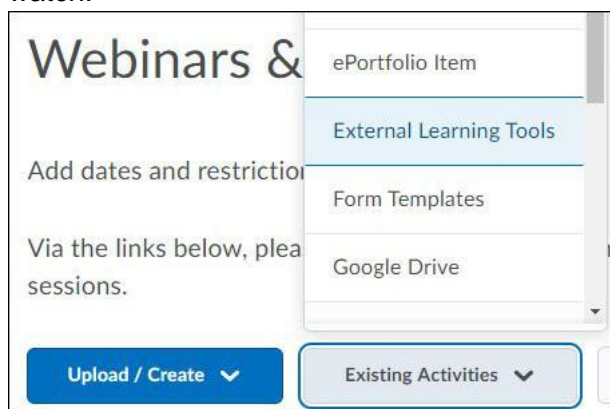 Webinars &
ePortfolio Item
External Learning Tools
Add dates and restriction
Form Templates
Via the links below, plea
Google Drive
sessions.
Upload / Create
Existing Activities